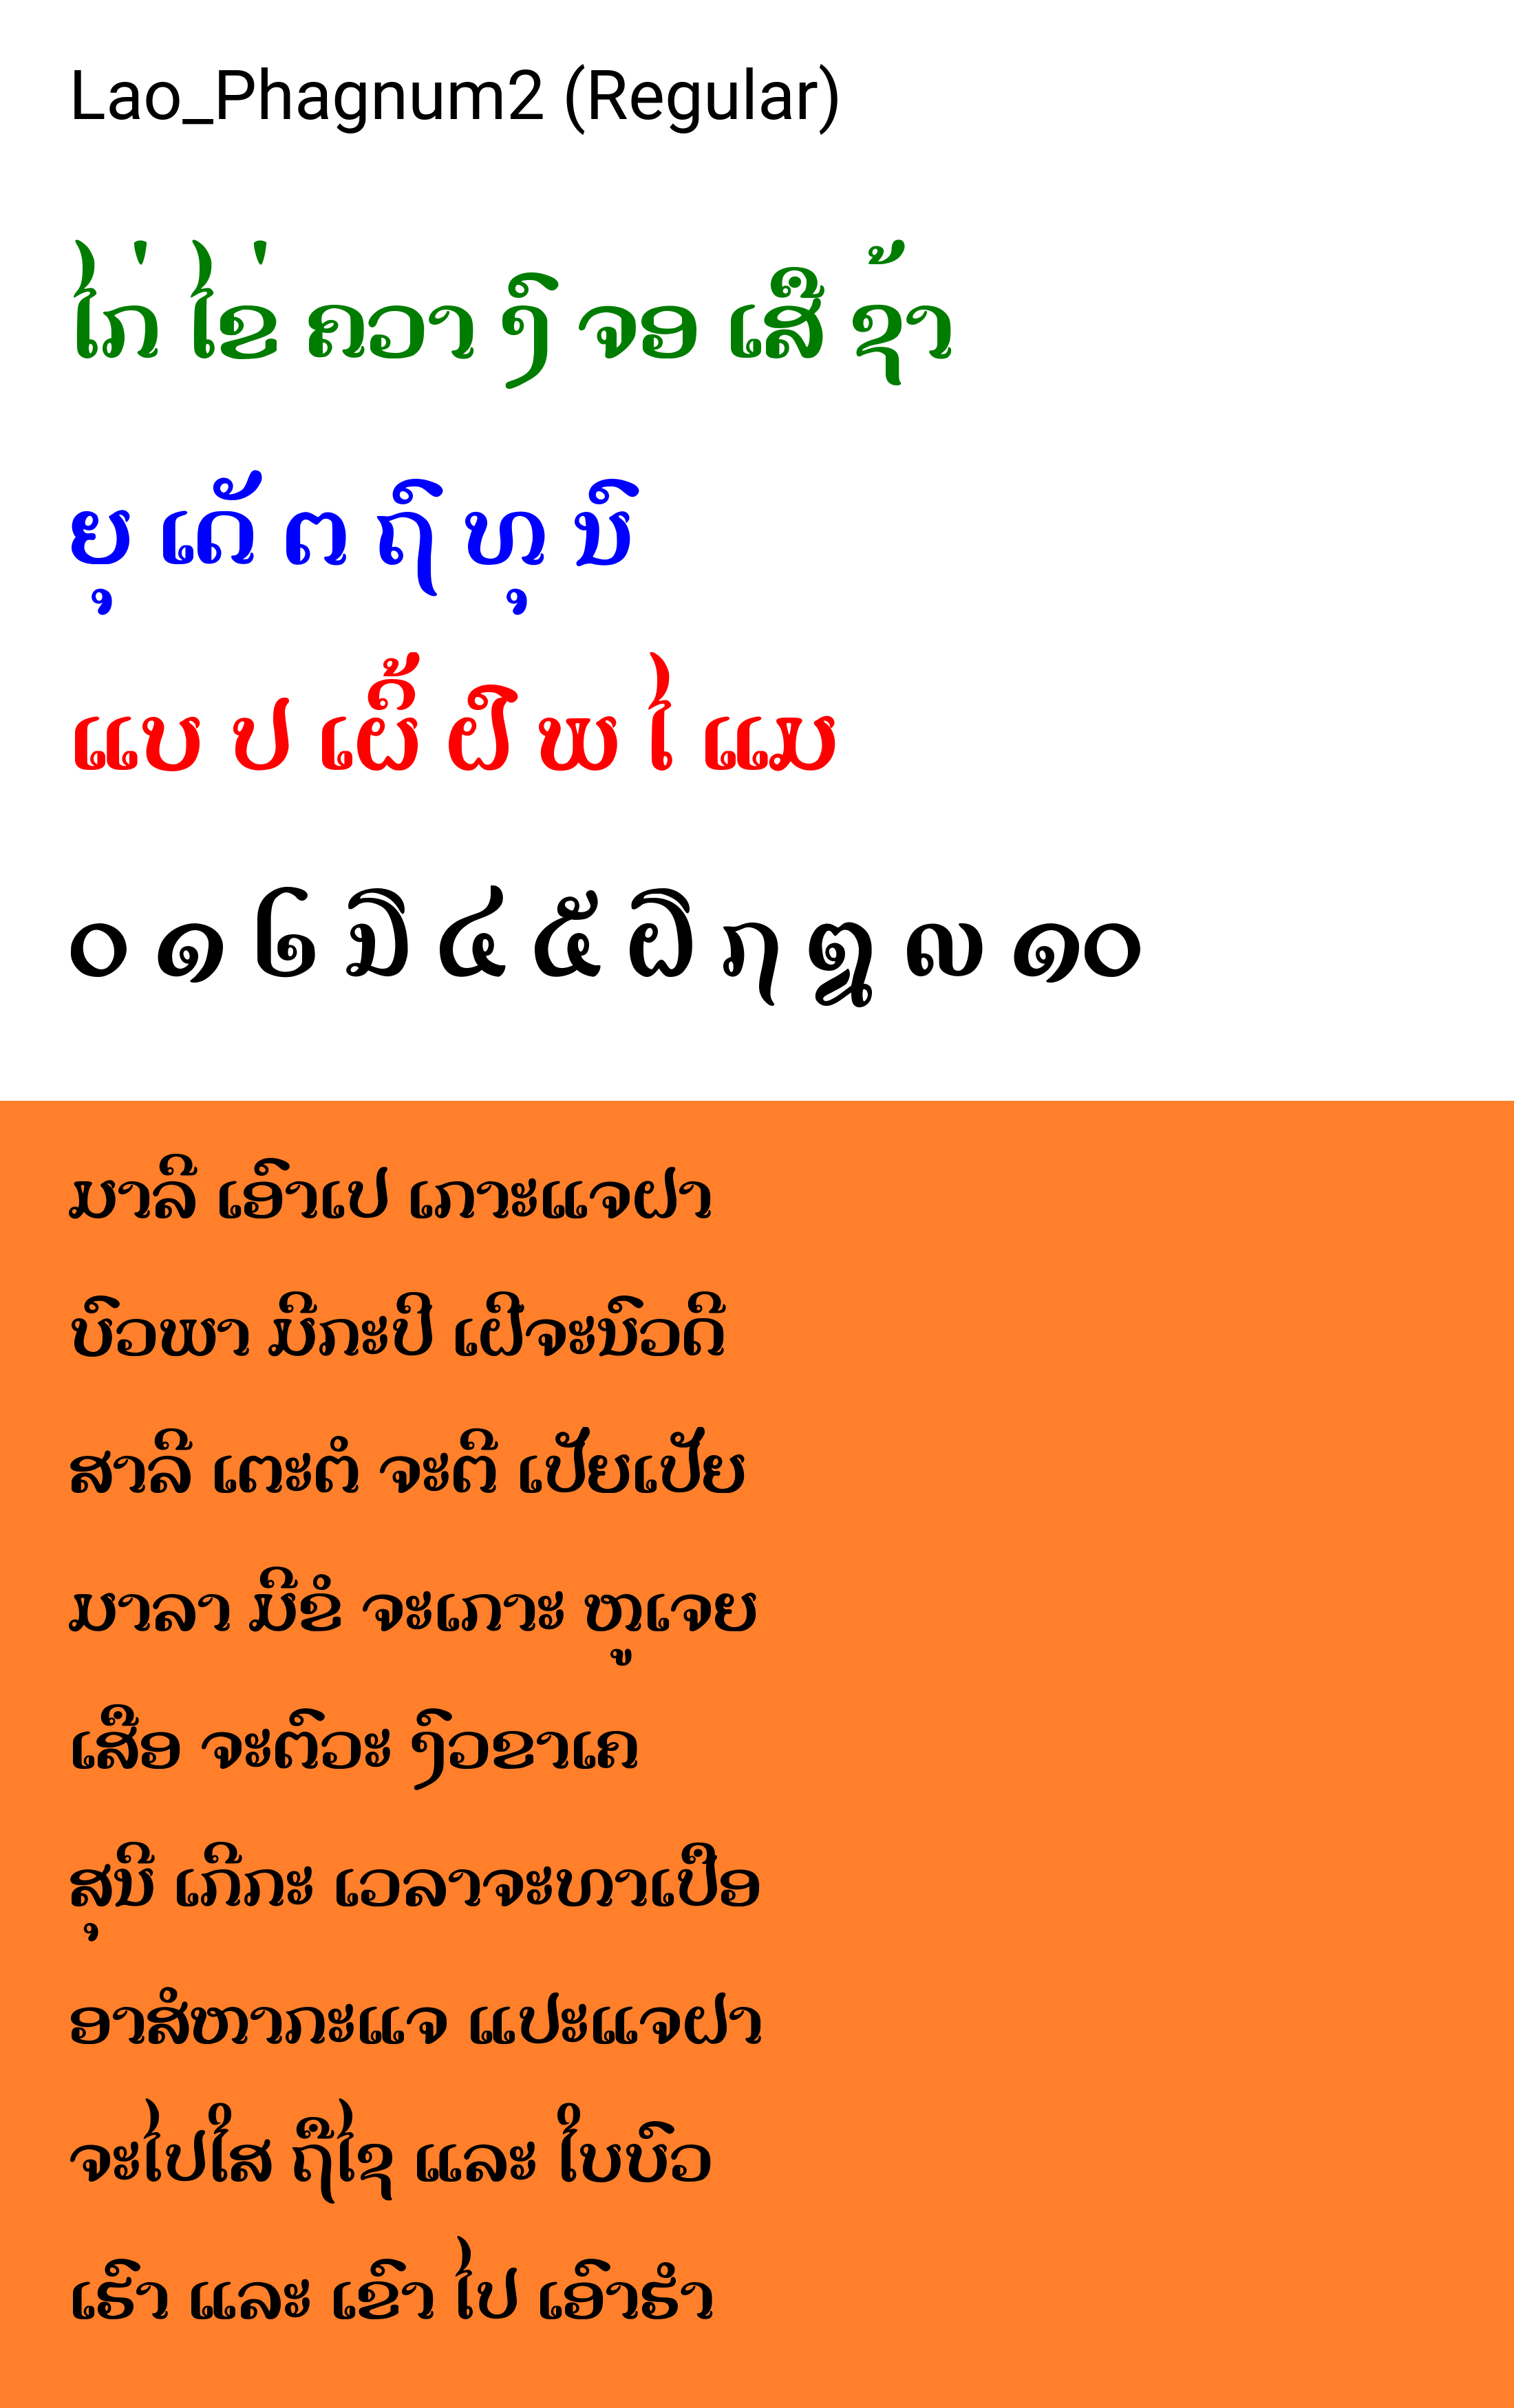 Lao_Phagnum2 (Regular)
ໄກ່ ໄຂ່ ຄວາ ງົ ຈອ ເສື ຊ້າ
ຍຸ ເດັ ຕ ຖົ ທຸ ນົ
ແບ ປ ເຜິ້ ຝົ ພ ໄ ແມ
໐ ໑ ໒ ໓ ໔ ໕ ໖ ໗ ໘ ໙ ໑໐
ມາລີ ເອົາເປ ເກາະແຈຝາ
ບົວພາ ມີກະປີ ເຝີຈະນົວດີ
ສາລີ ເຕະຕໍ ຈະຕີ ເປັຍເປັຍ
ມາລາ ມີຂໍ ຈະເກາະ ຫູເຈຍ
ເສືອ ຈະຕົວະ ງົວຂາເຄ
ສຸນີ ເກີກະ ເວລາຈະທາເປືອ
ອາສໍຫາກະແຈ ແປະແຈຝາ
ຈະໄປໃສ ຖືໄຊ ແລະ ໃບບົວ
ເຮົາ ແລະ ເຂົາ ໄປ ເອົາຮໍາ